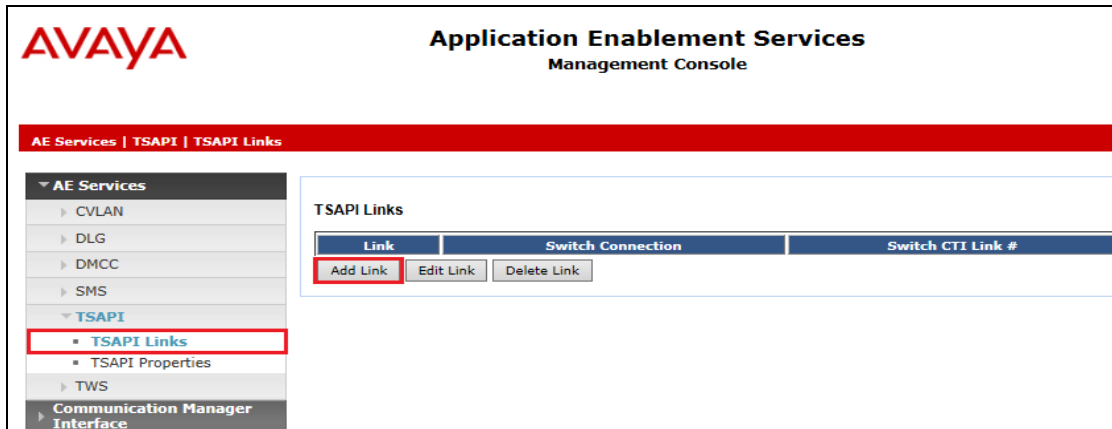 AVAYA
Application Enablement Services
Management Console
AE Services | TSAPI | TSAPI Links
AE Services
CVLAN
DLG
DMCC
SMS
TSAPI
TSAPI Links
TSAPI Properties
TWS
Communication Manager
Interface
TSAPI Links
Link Switch Connection Switch CTI Link #
Add Link Edit Link Delete Link